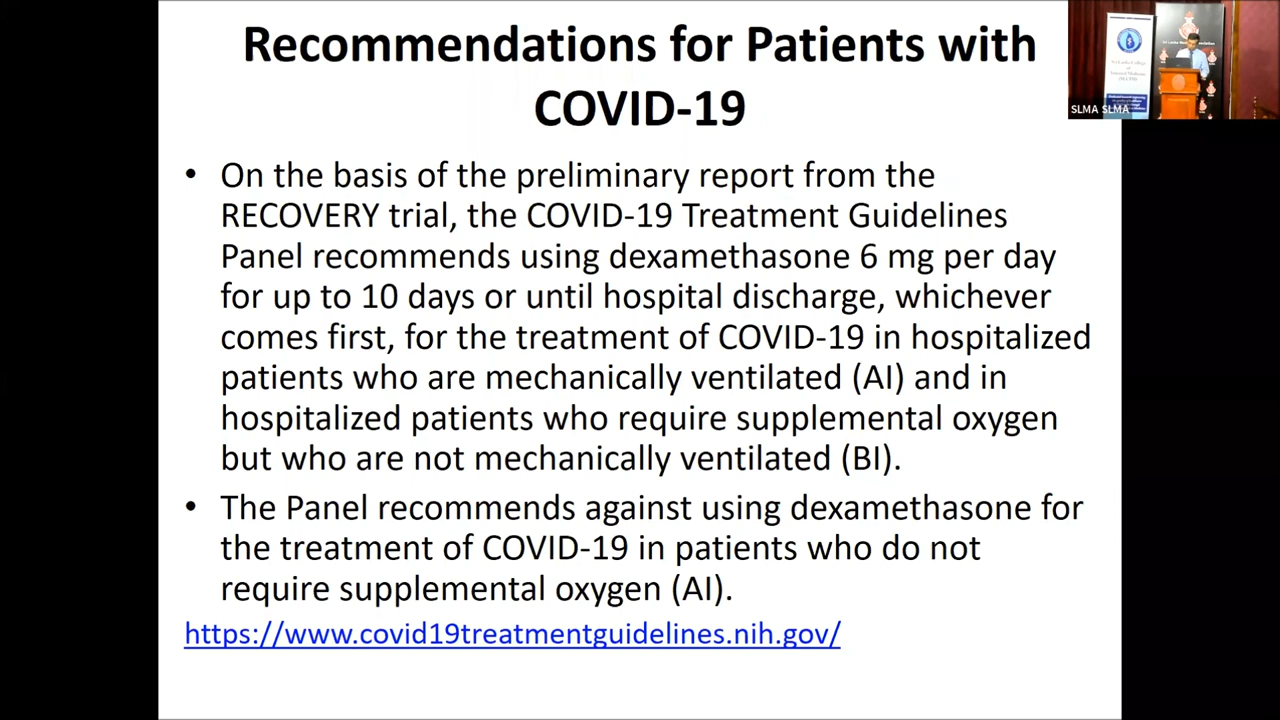 Recommendations for Patients with
COVID-19
SLMA SLMA
• On the basis of the preliminary report from the
RECOVERY trial, the COVID-19 Treatment Guidelines
Panel recommends using dexamethasone 6 mg per day
for up to 10 days or until hospital discharge, whichever
comes first, for the treatment of COVID-19 in hospitalized
patients who are mechanically ventilated (AI) and in
hospitalized patients who require supplemental oxygen
but who are not mechanically ventilated (BI).
• The Panel recommends against using dexamethasone for
the treatment of COVID-19 in patients who do not
require supplemental oxygen (AI).
https://www.covid19treatmentguidelines.nih.gov/